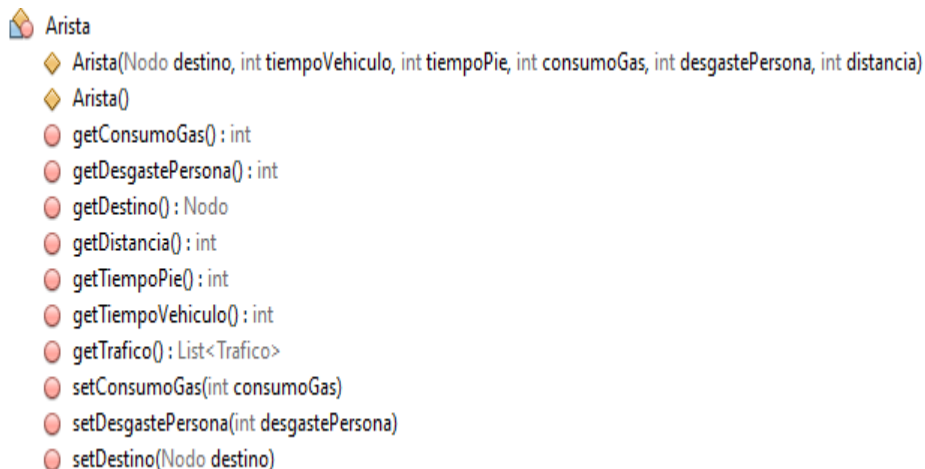 Arista
Arista(Nodo destino, int tiempoVehiculo, int tiempoPie, int consumoGas, int desgastePersona, int distancia)
Arista()
getConsumoGas() : int
getDesgastePersona() : int
getDestino() : Nodo
getDistancia() : int
getTiempoPie() : int
getTiempoVehiculo() : int
getTrafico() : List<Trafico>
setConsumoGas(int consumoGas)
setDesgastePersona(int desgastePersona)
setDestino(Nodo destino)